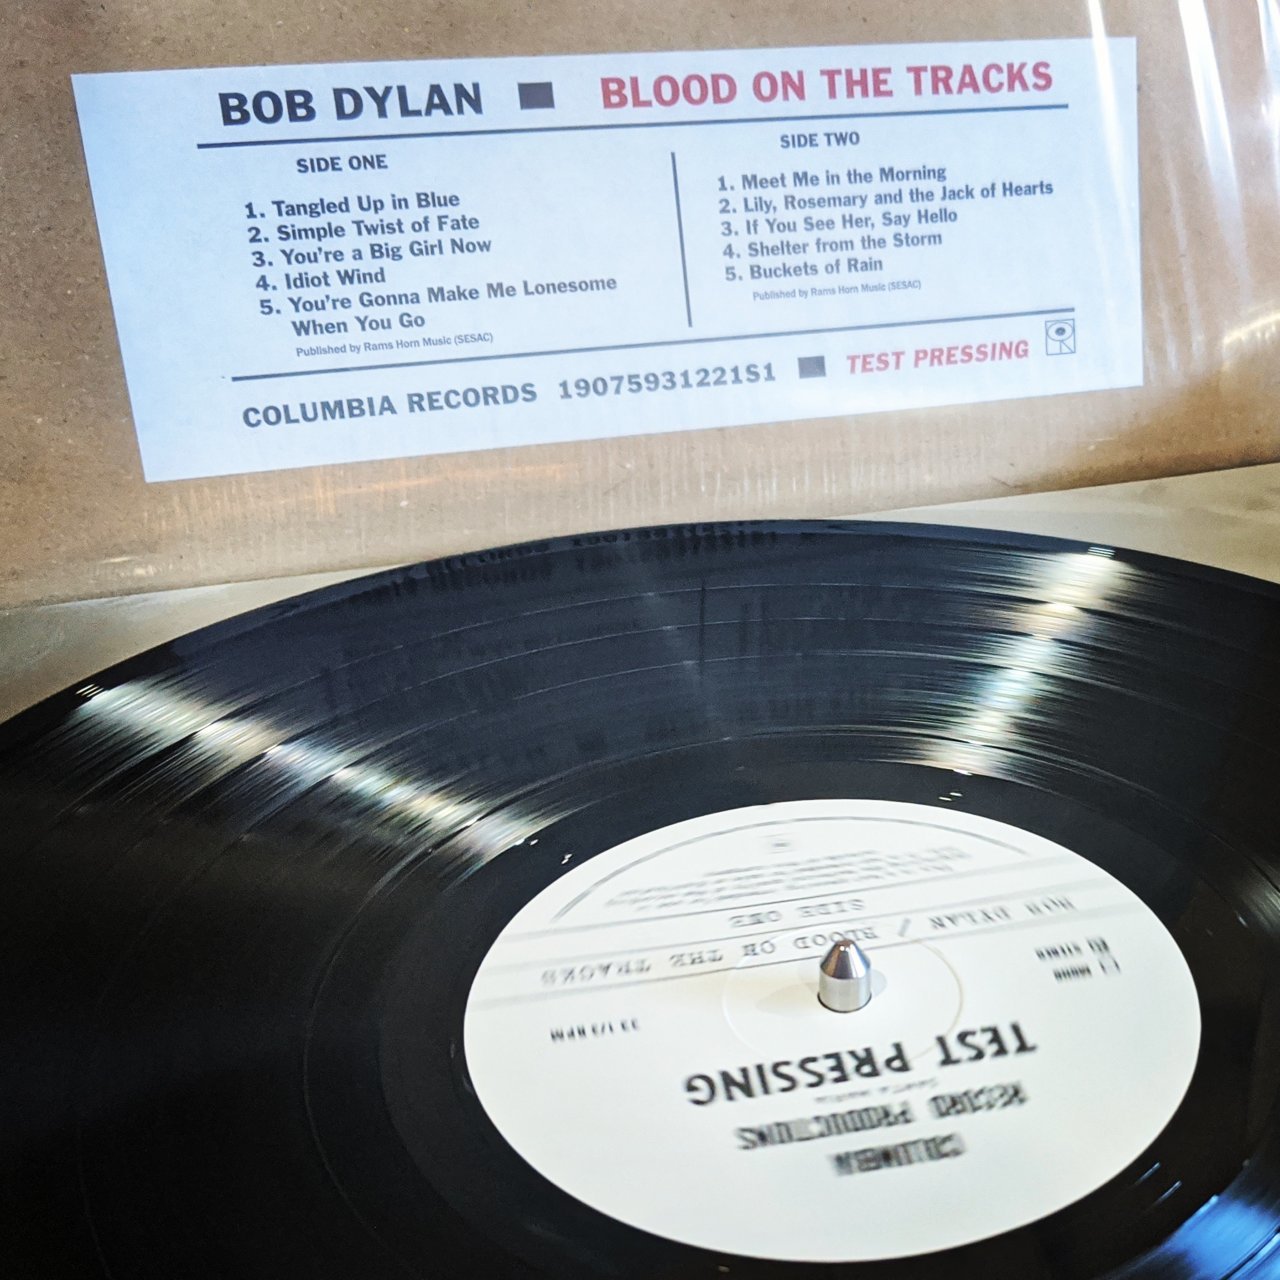 BOB DYLAN ■ BLOOD ON THE TRACKS
SIDE ONE
1. Tangled Up in Blue
2. Simple Twist of Fate
3. You're a Big Girl Now
4. Idiot Wind
5. You're Gonna Make Me Lonesome
When You Go
Published by Rams Horn Music (SESAC)
SIDE TWO
1. Meet Me in the Morning
2. Lily, Rosemary and the Jack of Hearts
3. If You See Her, Say Hello
4. Shelter from the Storm
5. Buckets of Rain
Published by Rams Horn Music (SESAC)
COLUMBIA RECORDS 19075931221S1 ■ TEST PRESSING
COLUMBIA
RECORD PRODUCTIONS
TEST PRESSING
33 1/3 RPM
BOB DYLAN / BLOOD ON THE TRACKS
SIDE ONE